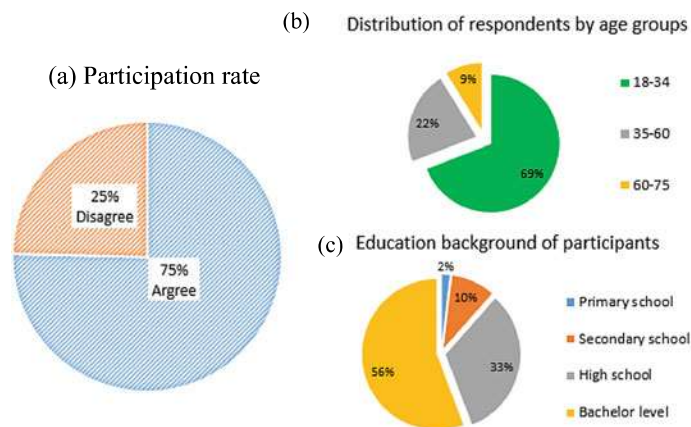 (a) Participation rate
25%
Disagree
75%
Argree
(b)
Distribution of respondents by age groups
9%
22%
69%
18-34
35-60
60-75
(c)
Education background of participants
2%
10%
33%
56%
Primary school
Secondary school
High school
Bachelor level